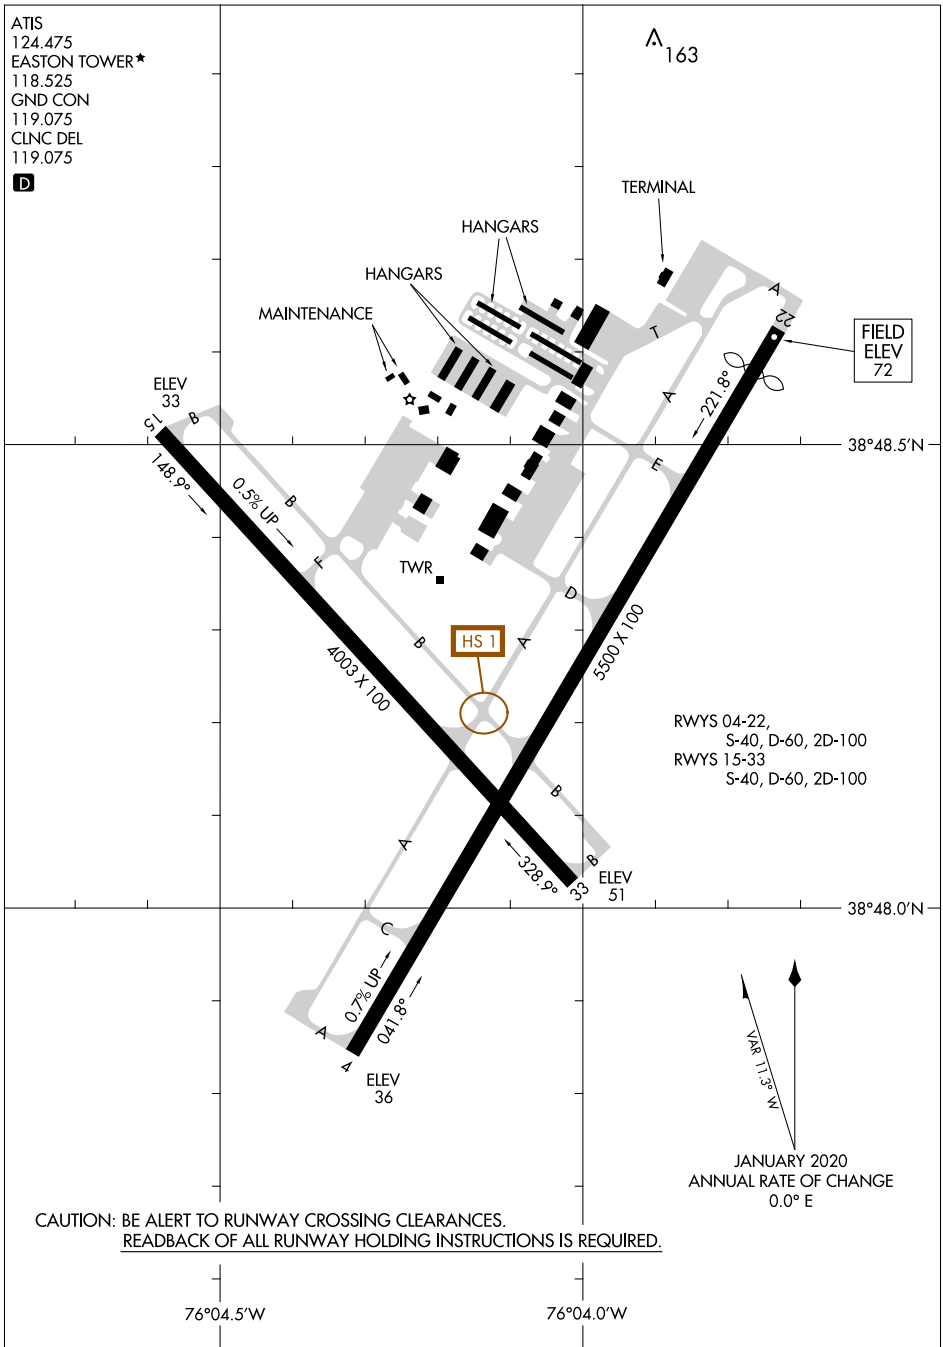 ATIS
124.475
EASTON TOWER★
118.525
GND CON
119.075
CLNC DEL
119.075
D
163
TERMINAL
HANGARS
HANGARS
MAINTENANCE
A
22
FIELD
ELEV
72
T
A
221.8°
ELEV
33
15
B
148.9°
0.5% UP
B
E
38°48.5'N
F
TWR
D
B
A
HS 1
5500 X 100
4003 X 100
RWYS 04-22,
S-40, D-60, 2D-100
RWYS 15-33
S-40, D-60, 2D-100
B
A
328.9°
B
33
ELEV
51
38°48.0'N
C
0.7% UP
041.8°
A
4
ELEV
36
VAR 11.3° W
JANUARY 2020
ANNUAL RATE OF CHANGE
0.0° E
CAUTION: BE ALERT TO RUNWAY CROSSING CLEARANCES.
READBACK OF ALL RUNWAY HOLDING INSTRUCTIONS IS REQUIRED.
76°04.5'W
76°04.0'W